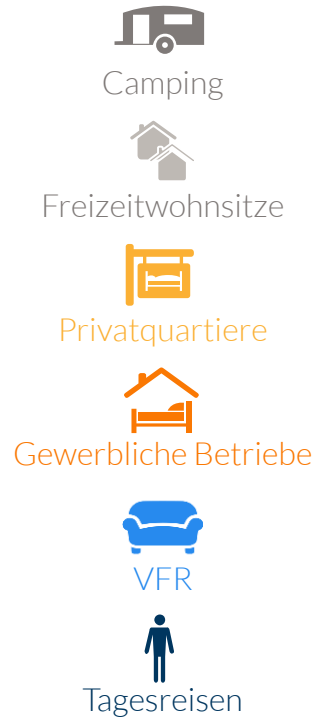 Camping
Freizeitwohnsitze
Privatquartiere
Gewerbliche Betriebe
VFR
Tagesreisen